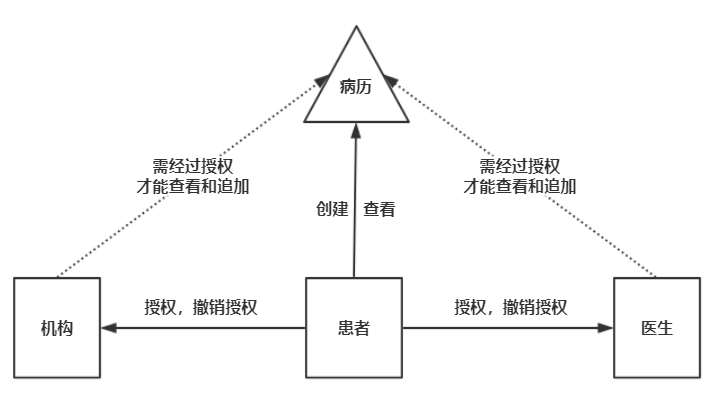 病历
需经过授权
才能查看和追加
需经过授权
才能查看和追加
创建 查看
授权，撤销授权
授权，撤销授权
机构
患者
医生